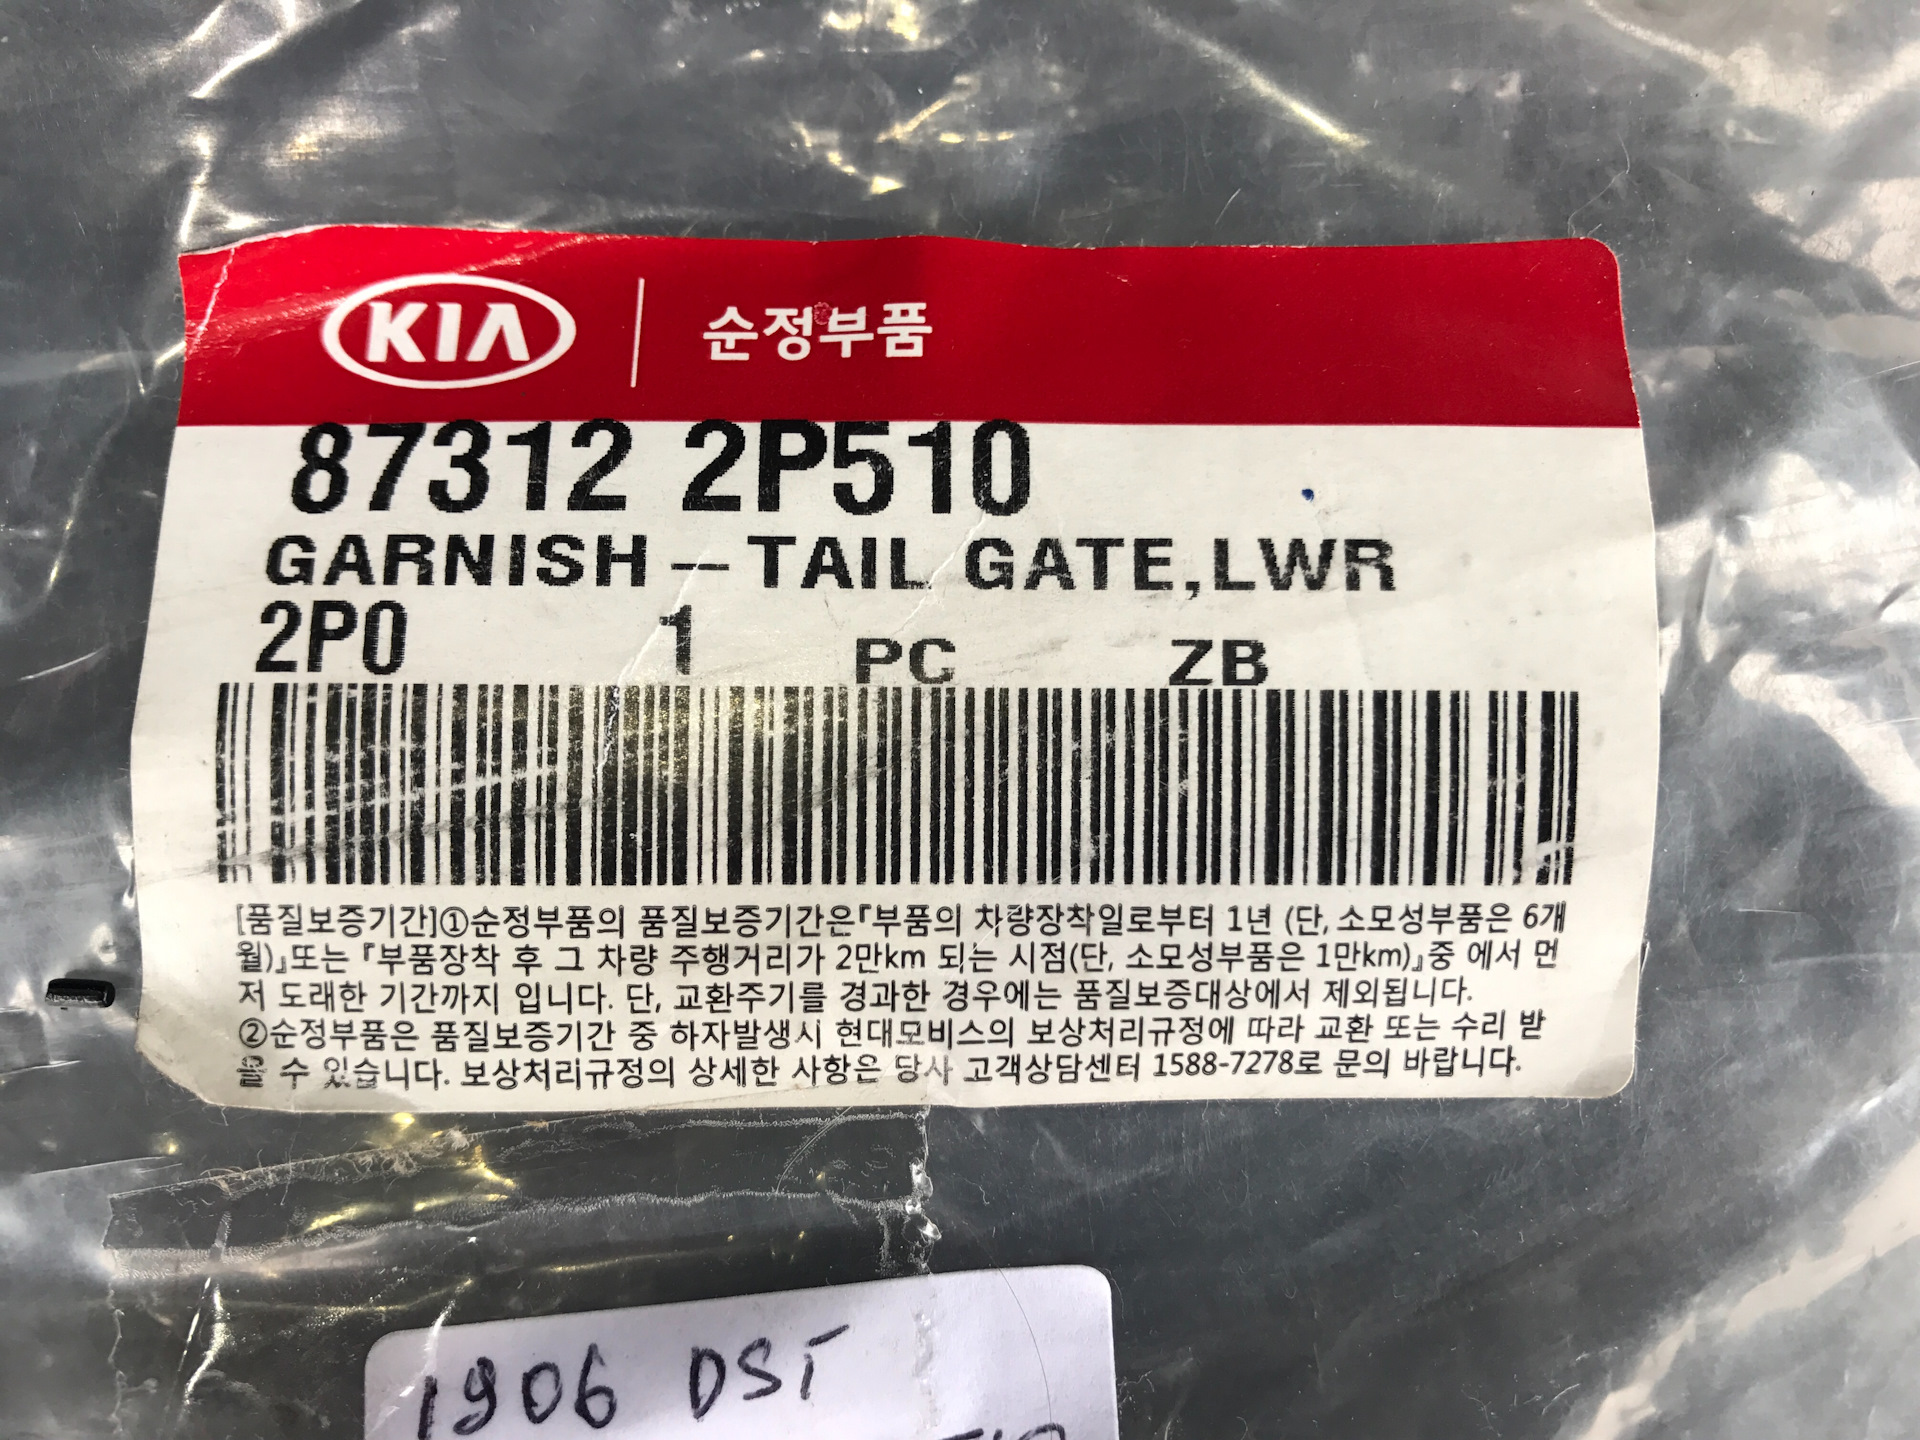 KIA 순정부품
87312 2P510
GARNISH-TAIL GATE,LWR
2P0 1 PC ZB
[품질보증기간]①순정부품의 품질보증기간은『부품의 차량장착일로부터 1년 (단, 소모성부품은 6개
월)』또는 『부품장착 후 그 차량 주행거리가 2만km 되는 시점(단, 소모성부품은 1만km)』중 에서 먼
저 도래한 기간까지 입니다. 단, 교환주기를 경과한 경우에는 품질보증대상에서 제외됩니다.
②순정부품은 품질보증기간 중 하자발생시 현대모비스의 보상처리규정에 따라 교환 또는 수리 받
을 수 있습니다. 보상처리규정의 상세한 사항은 당사 고객상담센터 1588-7278로 문의 바랍니다.
1906 DST